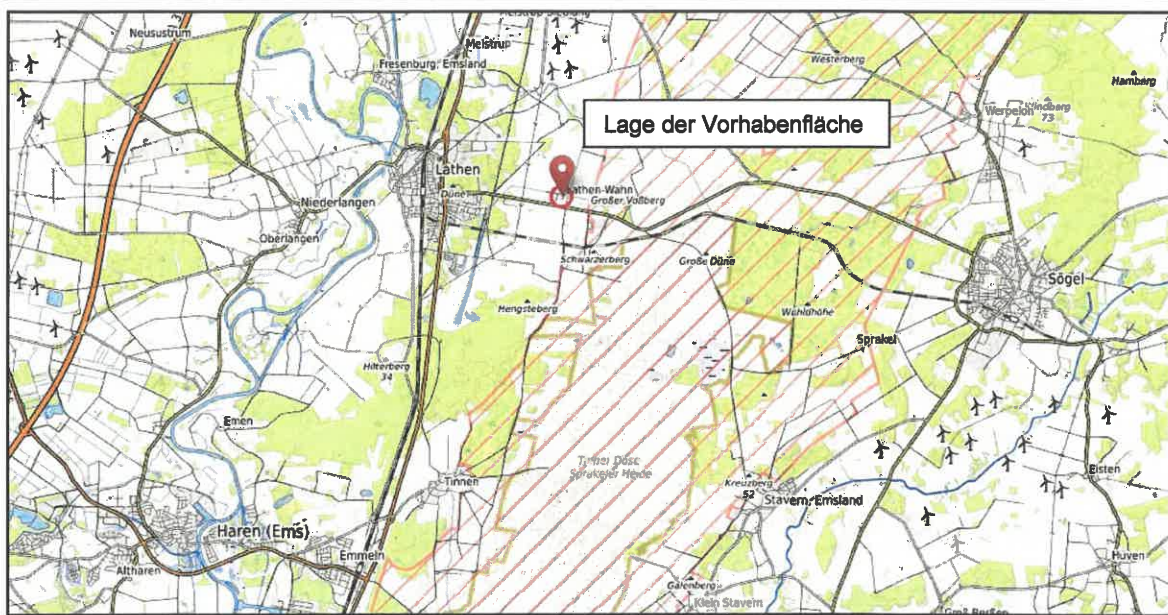 Neusustrum
Melstrup
Fresenburg, Emsland
Westerberg
Hamberg
Werpeloh
Windberg
73
Lage der Vorhabenfläche
Lathen
Düne
Lathen-Wahn
Großer Voßberg
Niederlangen
Oberlangen
Schwarzerberg
Große Düne
Sögel
Hengsteberg
Wahldhöhe
Sprakel
Hilterberg
34
Emen
Tinner Dose
Sprakeler Heide
Tinnen
Kreuzberg
52
Stavern, Emsland
Eisten
Haren (Ems)
Emmeln
Altharen
Huven
Galenberg
Klein Stavern